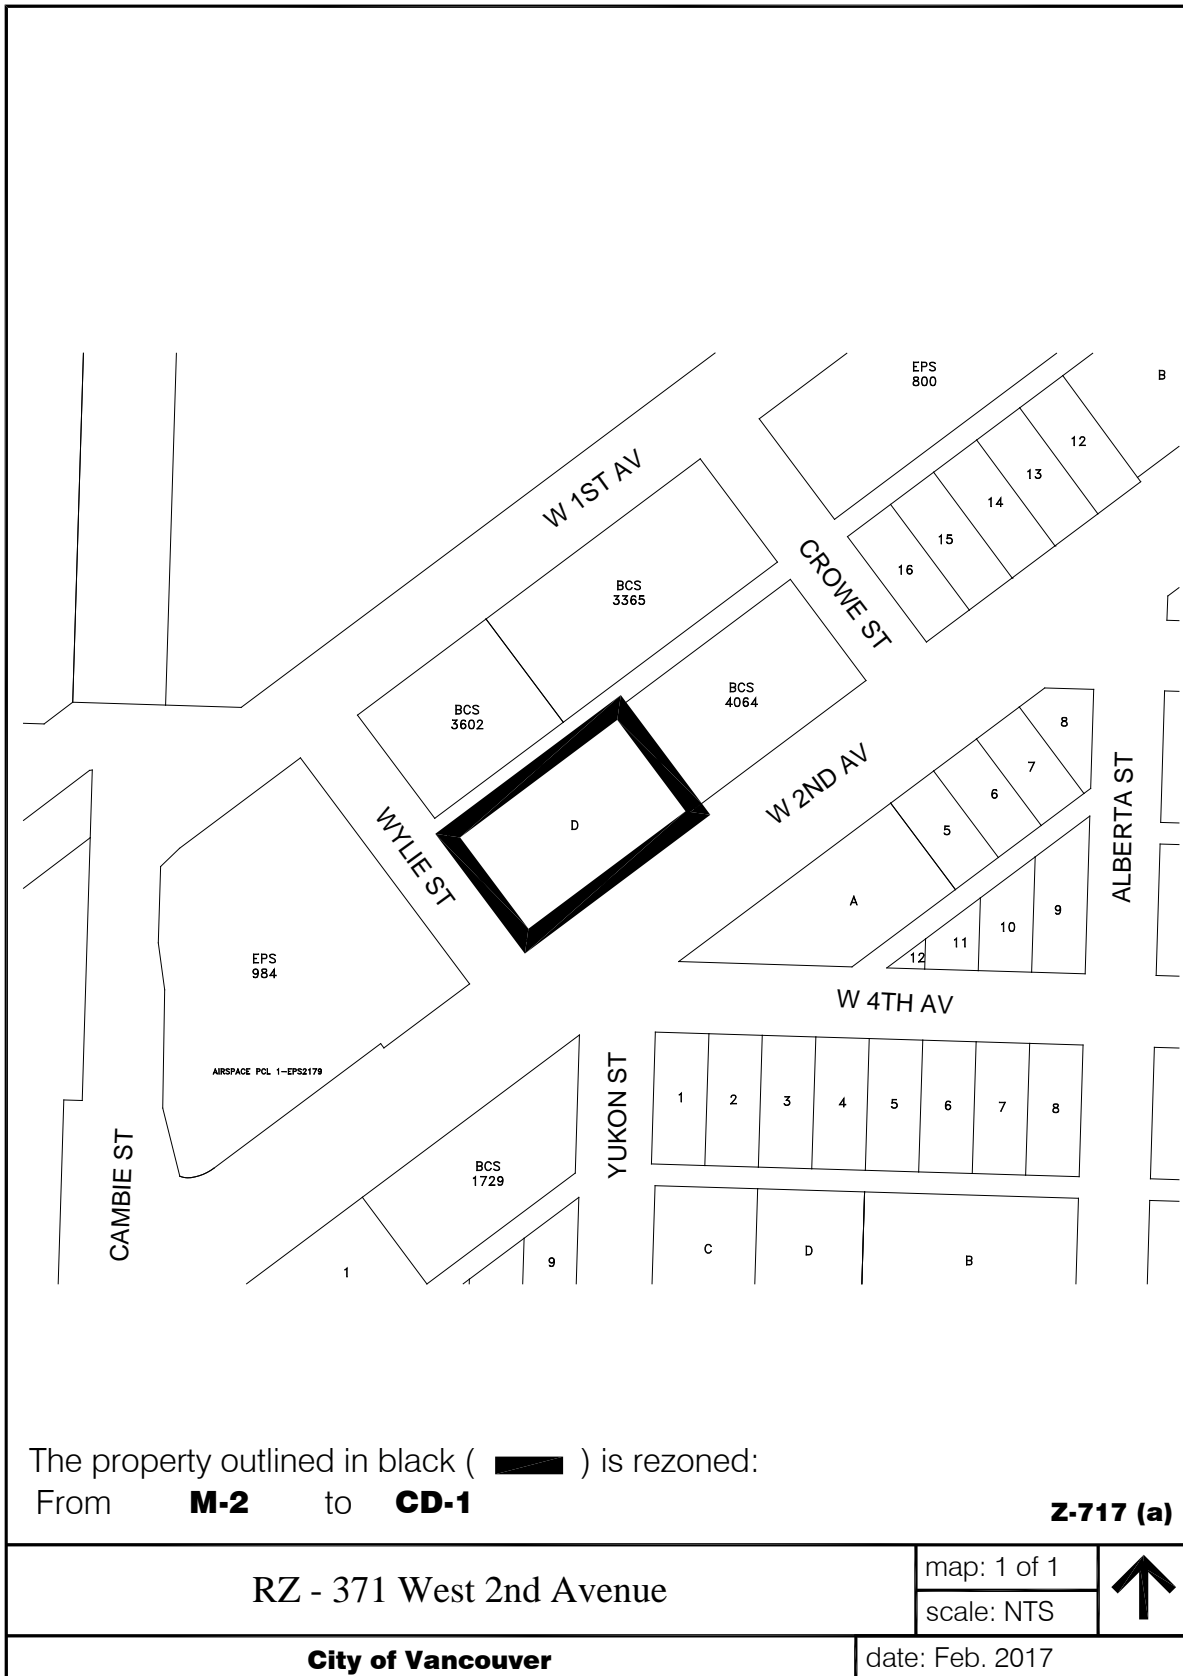 EPS
800
B
12
13
14
15
16
W 1ST AV
CROWE ST
BCS
3365
BCS
3602
BCS
4064
8
7
6
5
W 2ND AV
ALBERTA ST
WYLIE ST
D
A
9
10
11
12
EPS
984
W 4TH AV
AIRSPACE PCL 1-EPS2179
YUKON ST
1
2
3
4
5
6
7
8
CAMBIE ST
BCS
1729
C
D
B
9
1
The property outlined in black ( ) is rezoned:
From M-2 to CD-1
Z-717 (a)
RZ - 371 West 2nd Avenue
map: 1 of 1
scale: NTS
City of Vancouver
date: Feb. 2017